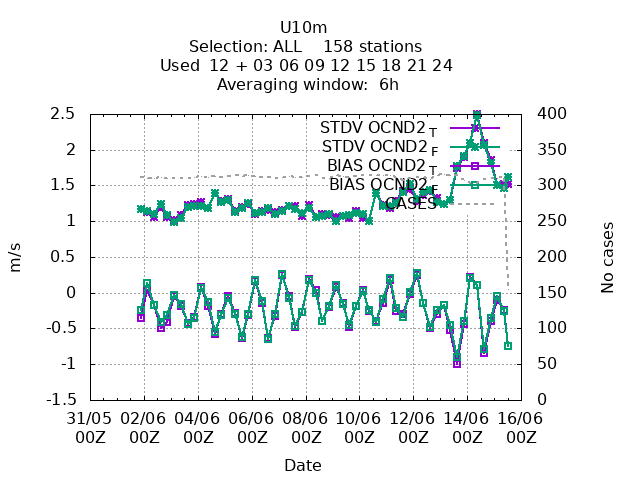 U10m
Selection: ALL    158 stations
Used  12 + 03 06 09 12 15 18 21 24
Averaging window:  6h
STDV OCND2 T
STDV OCND2 F
BIAS OCND2 T
BIAS OCND2 F
CASES
2.5
2
1.5
1
0.5
0
-0.5
-1
-1.5
m/s
400
350
300
250
200
150
100
50
0
No cases
31/05 02/06 04/06 06/06 08/06 10/06 12/06 14/06 16/06
00Z 00Z 00Z 00Z 00Z 00Z 00Z 00Z 00Z
Date